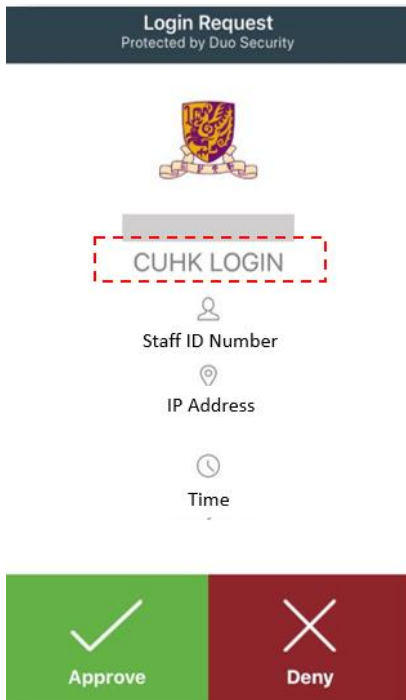 Login Request
Protected by Duo Security
CUHK LOGIN
Staff ID Number
IP Address
Time
Approve
Deny